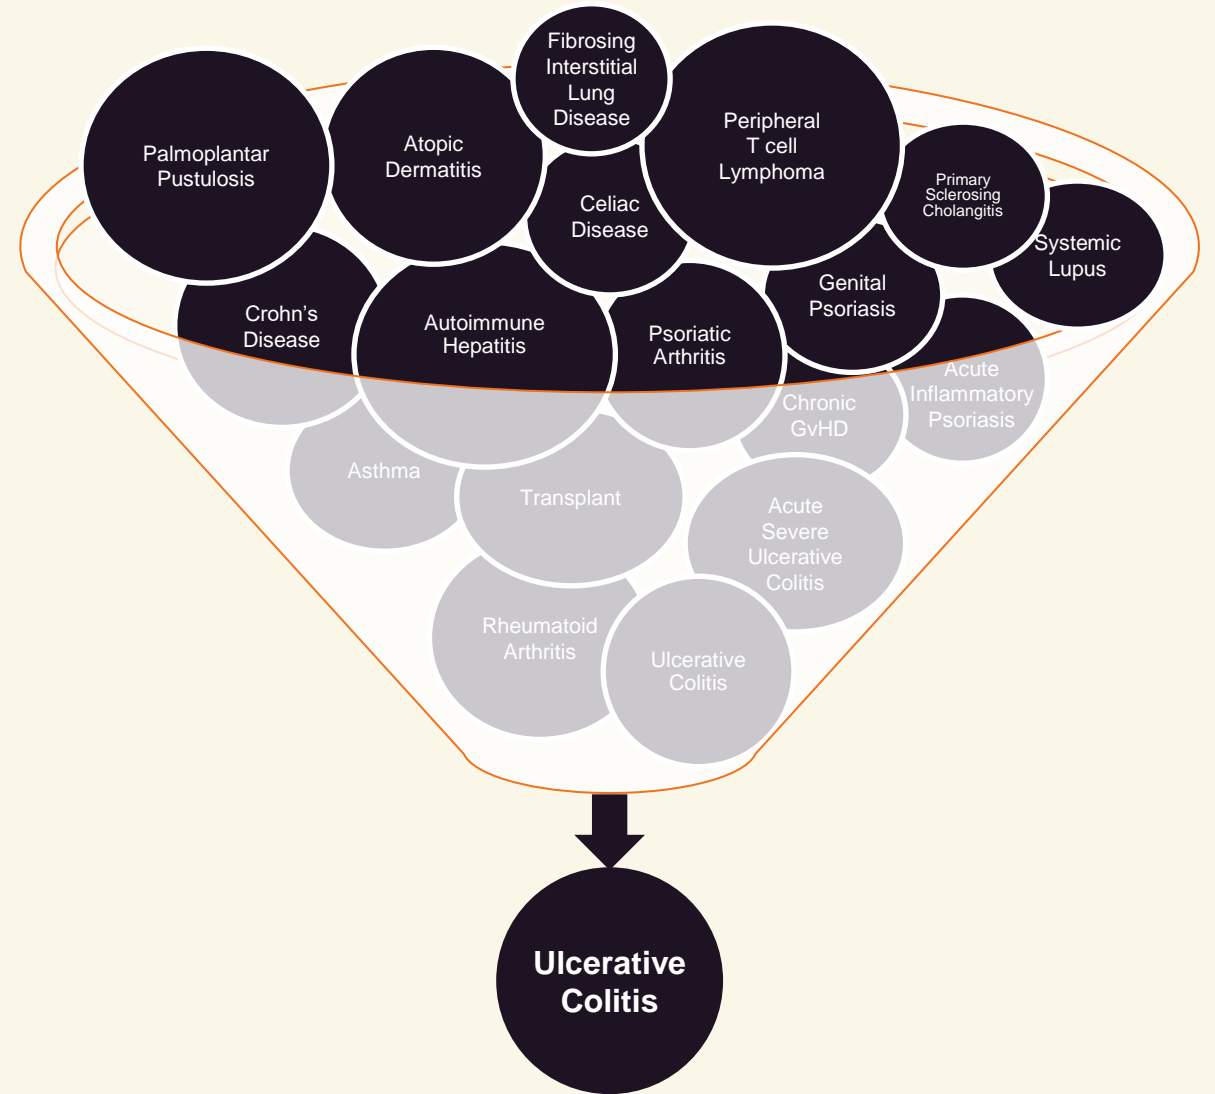 Fibrosing
Interstitial
Lung
Disease
Palmoplantar
Pustulosis
Atopic
Dermatitis
Peripheral
T cell
Lymphoma
Primary
Sclerosing
Cholangitis
Celiac
Disease
Systemic
Lupus
Crohn's
Disease
Autoimmune
Hepatitis
Psoriatic
Arthritis
Genital
Psoriasis
Chronic
GvHD
Acute
Inflammatory
Psoriasis
Asthma
Transplant
Acute
Severe
Ulcerative
Colitis
Rheumatoid
Arthritis
Ulcerative
Colitis
Ulcerative
Colitis